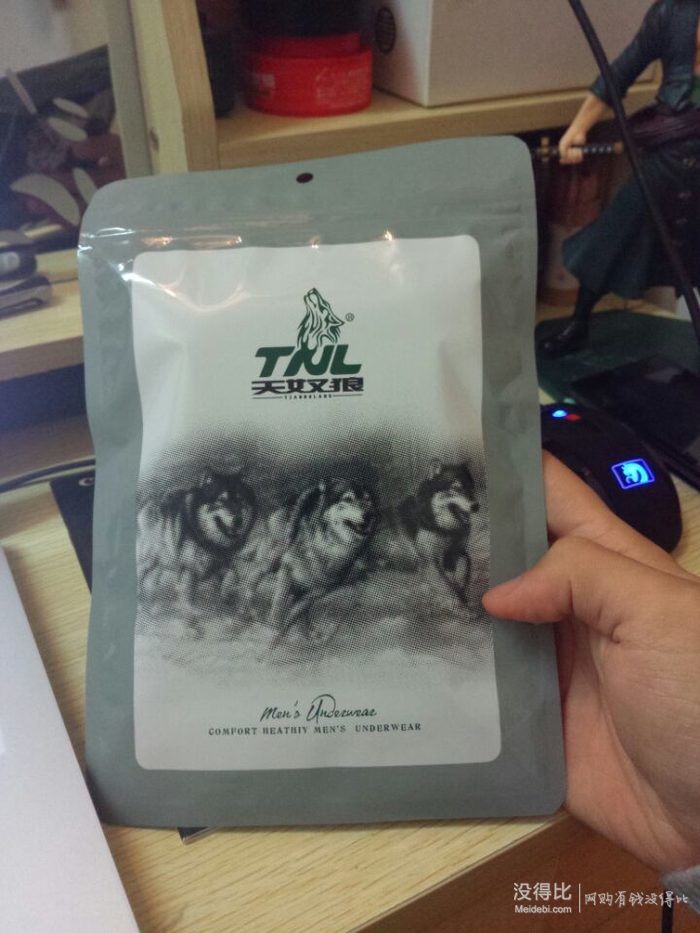 ®
TNL
天奴狼
TIANNULANG
Men's Underwear
COMFORT HEATHIY MEN'S UNDERWEAR
没得比
Meidebi.com
网购有钱没得比